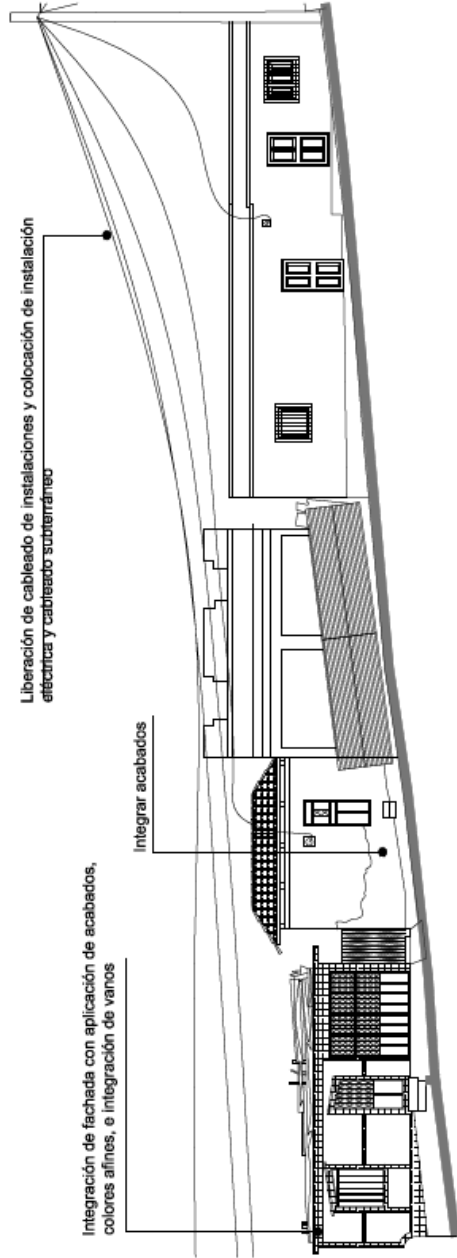 Integración de fachada con aplicación de acabados,
colores afines, e integración de vanos
Integrar acabados
Liberación de cableado de instalaciones y colocación de instalación
eléctrica y cableado subterráneo